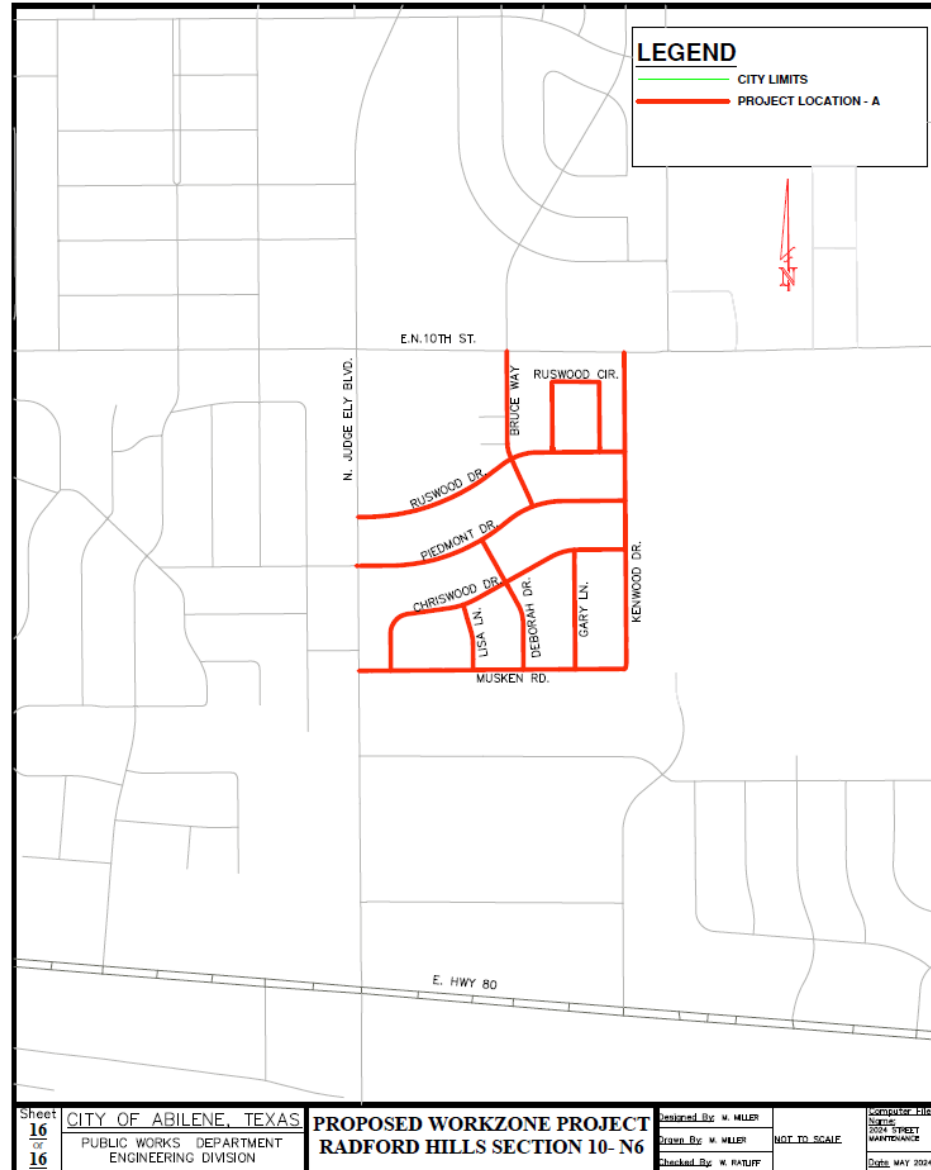 LEGEND
CITY LIMITS
PROJECT LOCATION - A
N
E.N.10TH ST.
N. JUDGE ELY BLVD.
BRUCE WAY
RUSWOOD CIR.
RUSWOOD DR.
PIEDMONT DR.
CHRISWOOD DR.
LISA LN.
DEBORAH DR.
GARY LN.
KENWOOD DR.
MUSKEN RD.
E. HWY 80
Sheet
16
OF
16
CITY OF ABILENE, TEXAS
PUBLIC WORKS DEPARTMENT
ENGINEERING DIVISION
PROPOSED WORKZONE PROJECT
RADFORD HILLS SECTION 10- N6
Designed By: M. MILLER
Drawn By: M. MILLER
Checked By: W. RATLIFF
NOT TO SCALE
Computer File
Name:
2024 STREET
MAINTENANCE
Date: MAY 2024